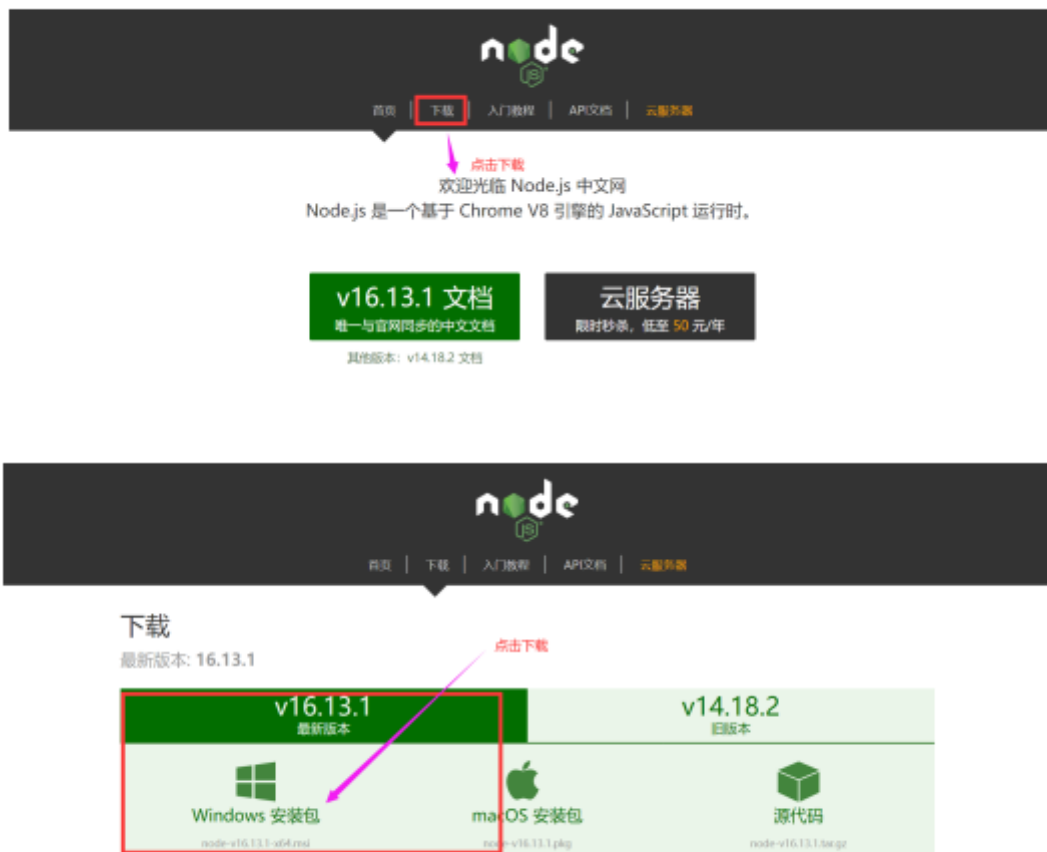 node
JS
首页 | 下载 | 入门教程 | API文档 | 云服务器
点击下载
欢迎光临 Node.js 中文网
Node.js 是一个基于 Chrome V8 引擎的 JavaScript 运行时。
v16.13.1 文档 云服务器
唯一与官网同步的中文文档 限时秒杀，低至 50 元/年
其他版本：v14.18.2 文档
node
JS
首页 | 下载 | 入门教程 | API文档 | 云服务器
下载
点击下载
最新版本: 16.13.1
v16.13.1 v14.18.2
最新版本 旧版本
Windows 安装包 macOS 安装包 源代码
node-v16.13.1-x64.msi node-v16.13.1.pkg node-v16.13.1.tar.gz